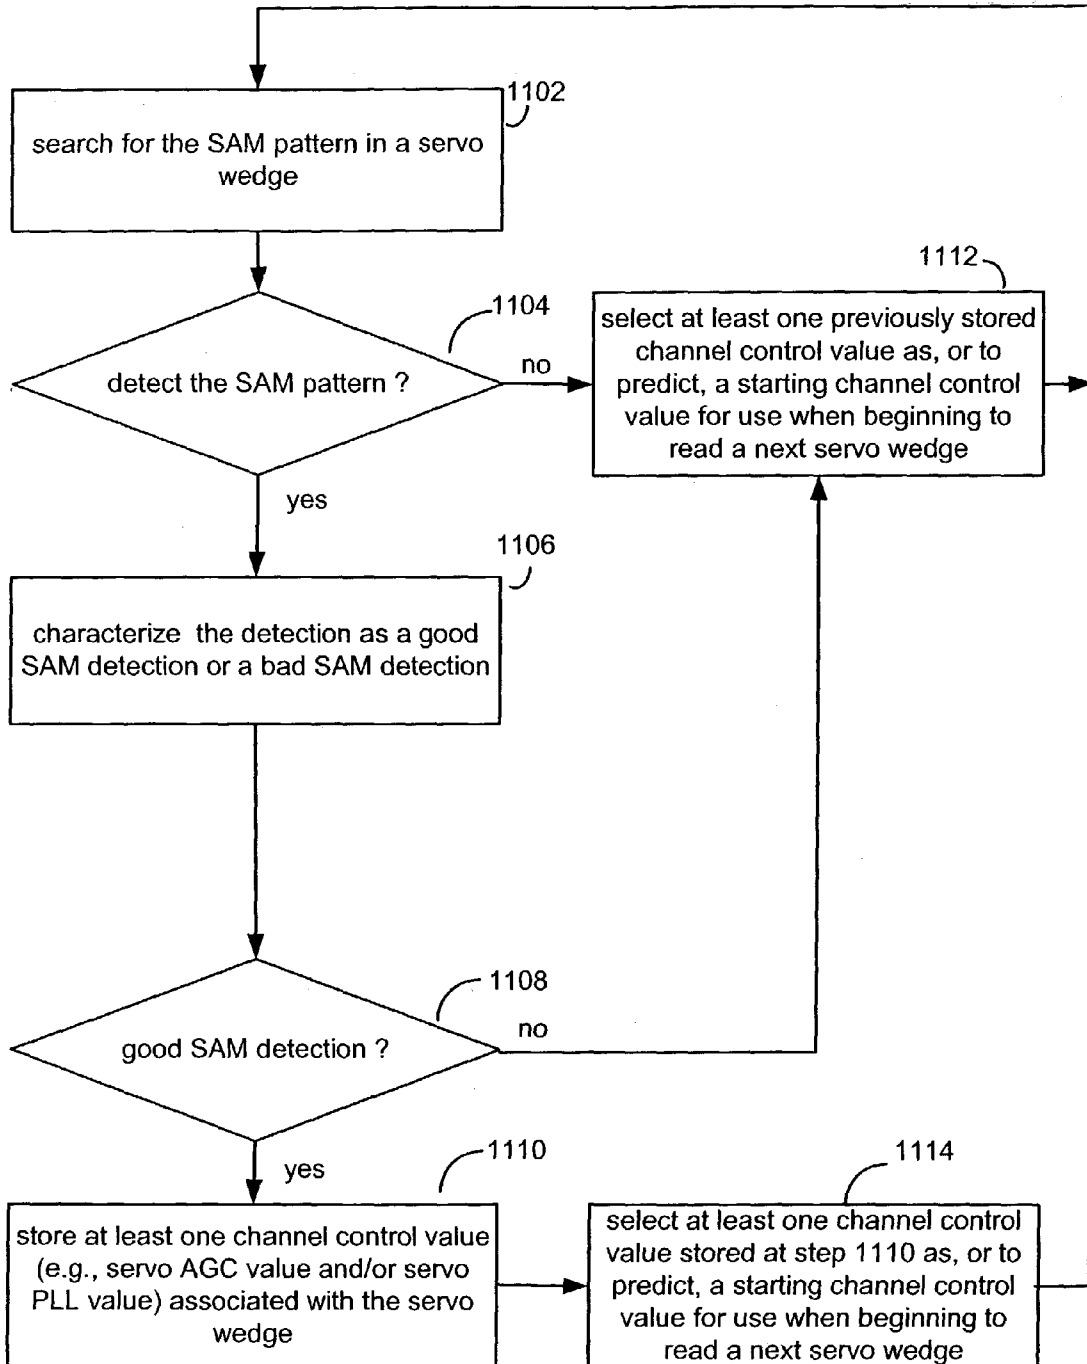 1102
search for the SAM pattern in a servo
wedge
1104
detect the SAM pattern ?
no
yes
1112
select at least one previously stored
channel control value as, or to
predict, a starting channel control
value for use when beginning to
read a next servo wedge
1106
characterize the detection as a good
SAM detection or a bad SAM detection
1108
good SAM detection ?
no
yes
1110
store at least one channel control value
(e.g., servo AGC value and/or servo
PLL value) associated with the servo
wedge
1114
select at least one channel control
value stored at step 1110 as, or to
predict, a starting channel control
value for use when beginning to
read a next servo wedge